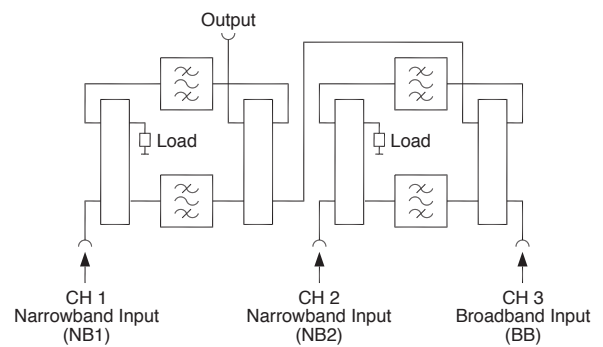 Output
Load
Load
CH 1
Narrowband Input
(NB1)
CH 2
Narrowband Input
(NB2)
CH 3
Broadband Input
(BB)